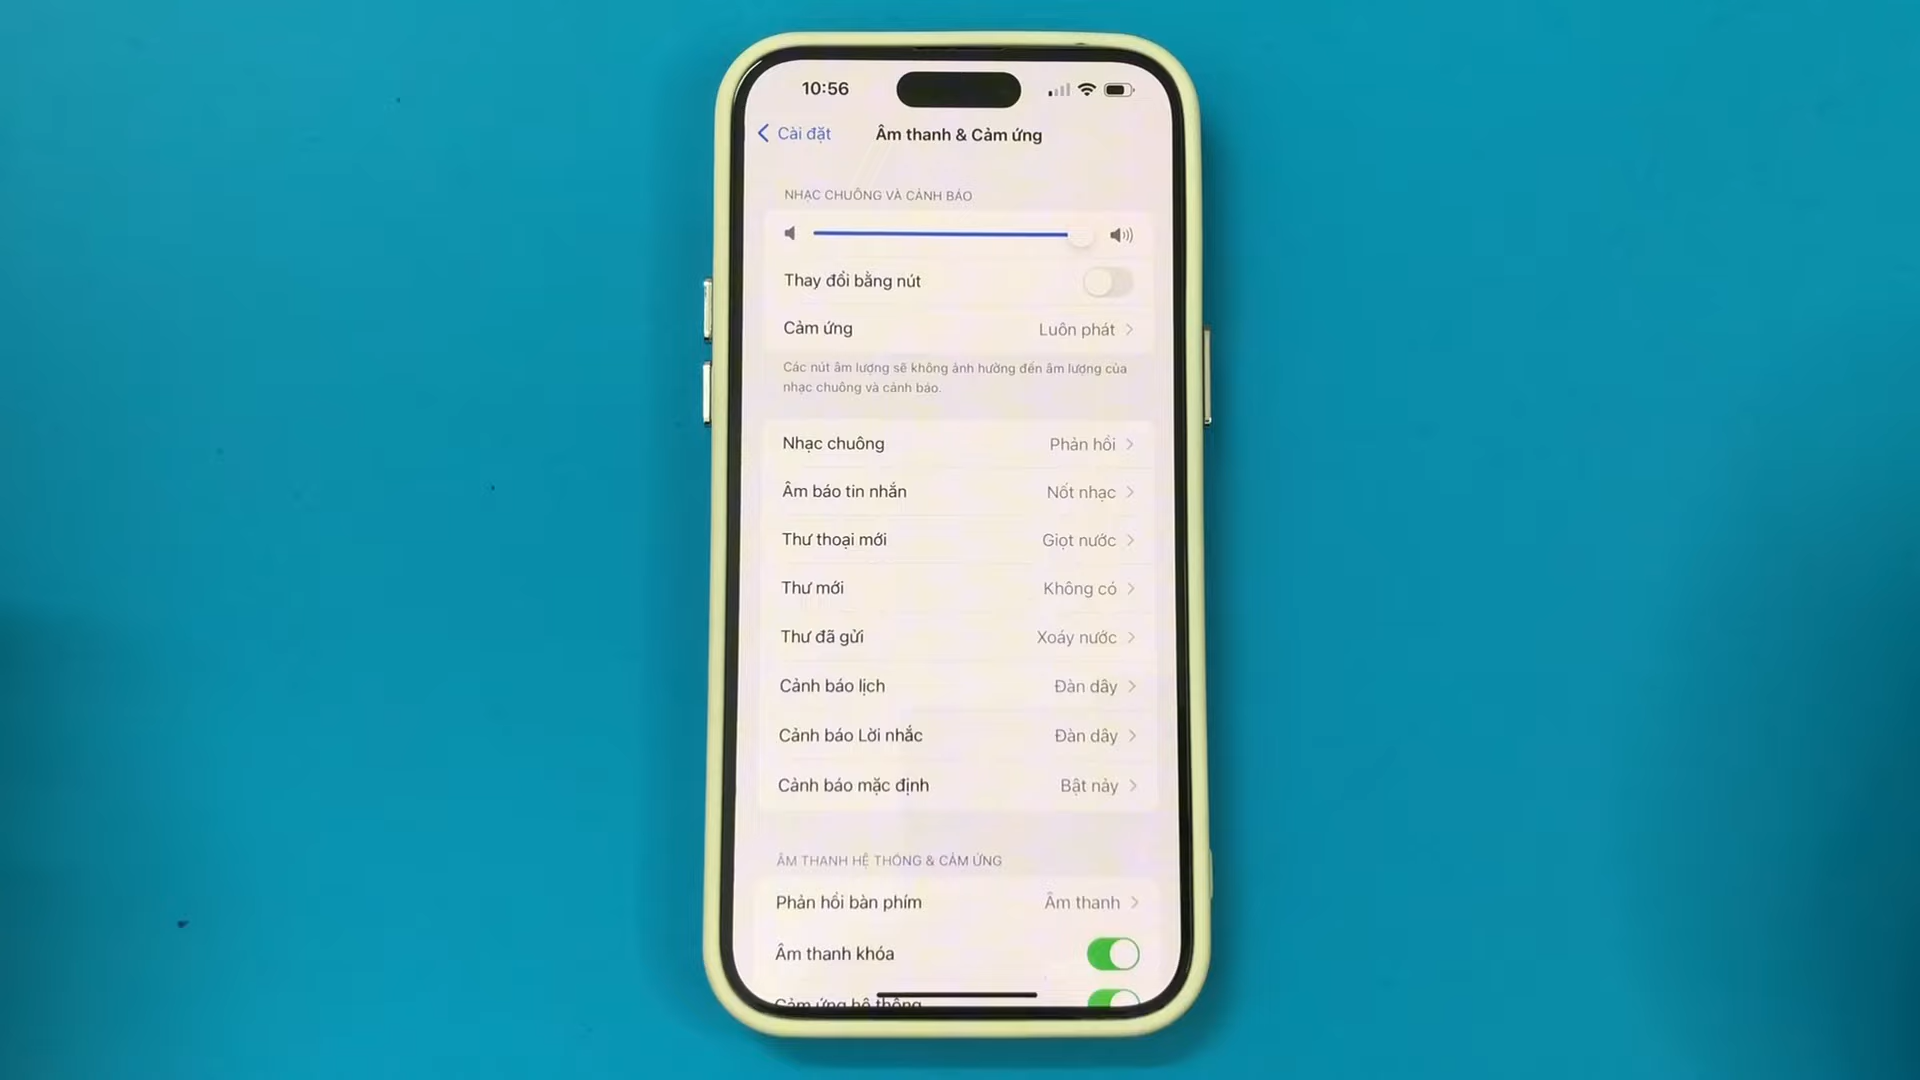 10:56
Cài đặt
Âm thanh & Cảm ứng
NHẠC CHUÔNG VÀ CẢNH BÁO
Thay đổi bằng nút
Cảm ứng Luôn phát
Các nút âm lượng sẽ không ảnh hưởng đến âm lượng của
nhạc chuông và cảnh báo.
Nhạc chuông Phản hồi
Âm báo tin nhắn Nốt nhạc
Thư thoại mới Giọt nước
Thư mới Không có
Thư đã gửi Xoáy nước
Cảnh báo lịch Đàn dây
Cảnh báo Lời nhắc Đàn dây
Cảnh báo mặc định Bật nảy
ÂM THANH HỆ THỐNG & CẢM ỨNG
Phản hồi bàn phím Âm thanh
Âm thanh khóa
Cảm ứng hệ thống